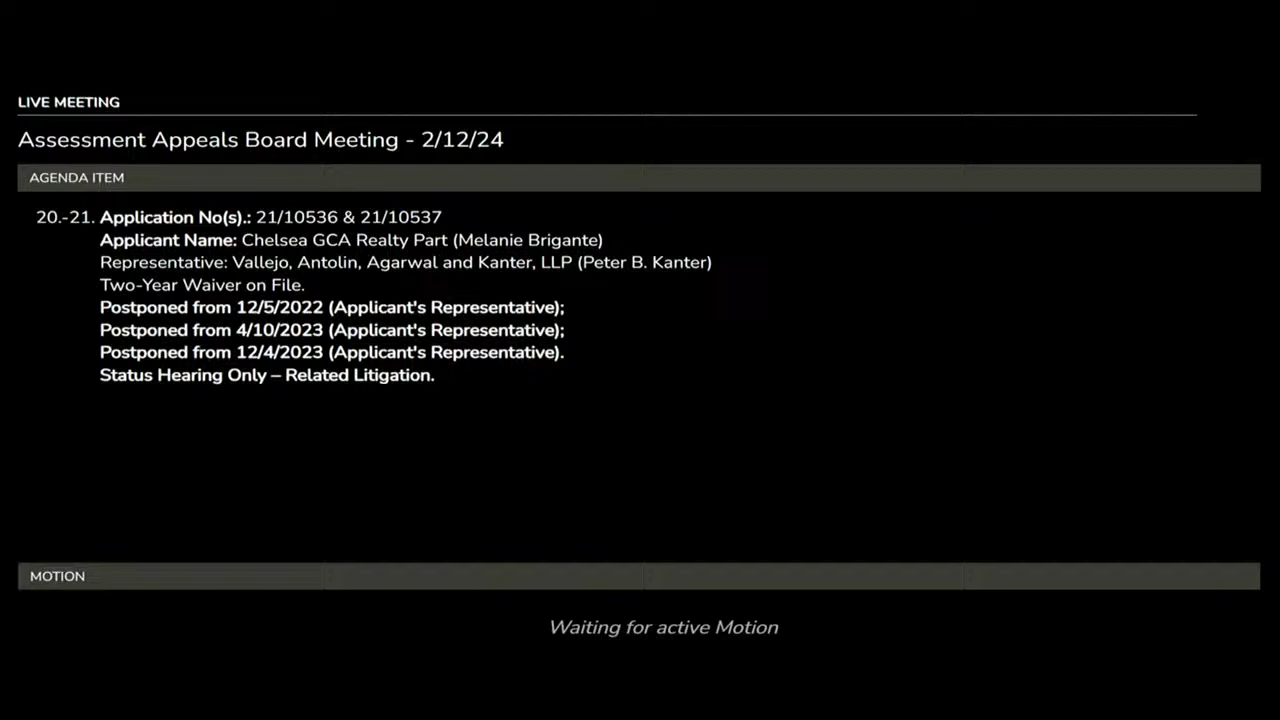 LIVE MEETING
Assessment Appeals Board Meeting - 2/12/24
AGENDA ITEM
20.-21. Application No(s).: 21/10536 & 21/10537
Applicant Name: Chelsea GCA Realty Part (Melanie Brigante)
Representative: Vallejo, Antolin, Agarwal and Kanter, LLP (Peter B. Kanter)
Two-Year Waiver on File.
Postponed from 12/5/2022 (Applicant's Representative);
Postponed from 4/10/2023 (Applicant's Representative);
Postponed from 12/4/2023 (Applicant's Representative).
Status Hearing Only – Related Litigation.
MOTION
Waiting for active Motion